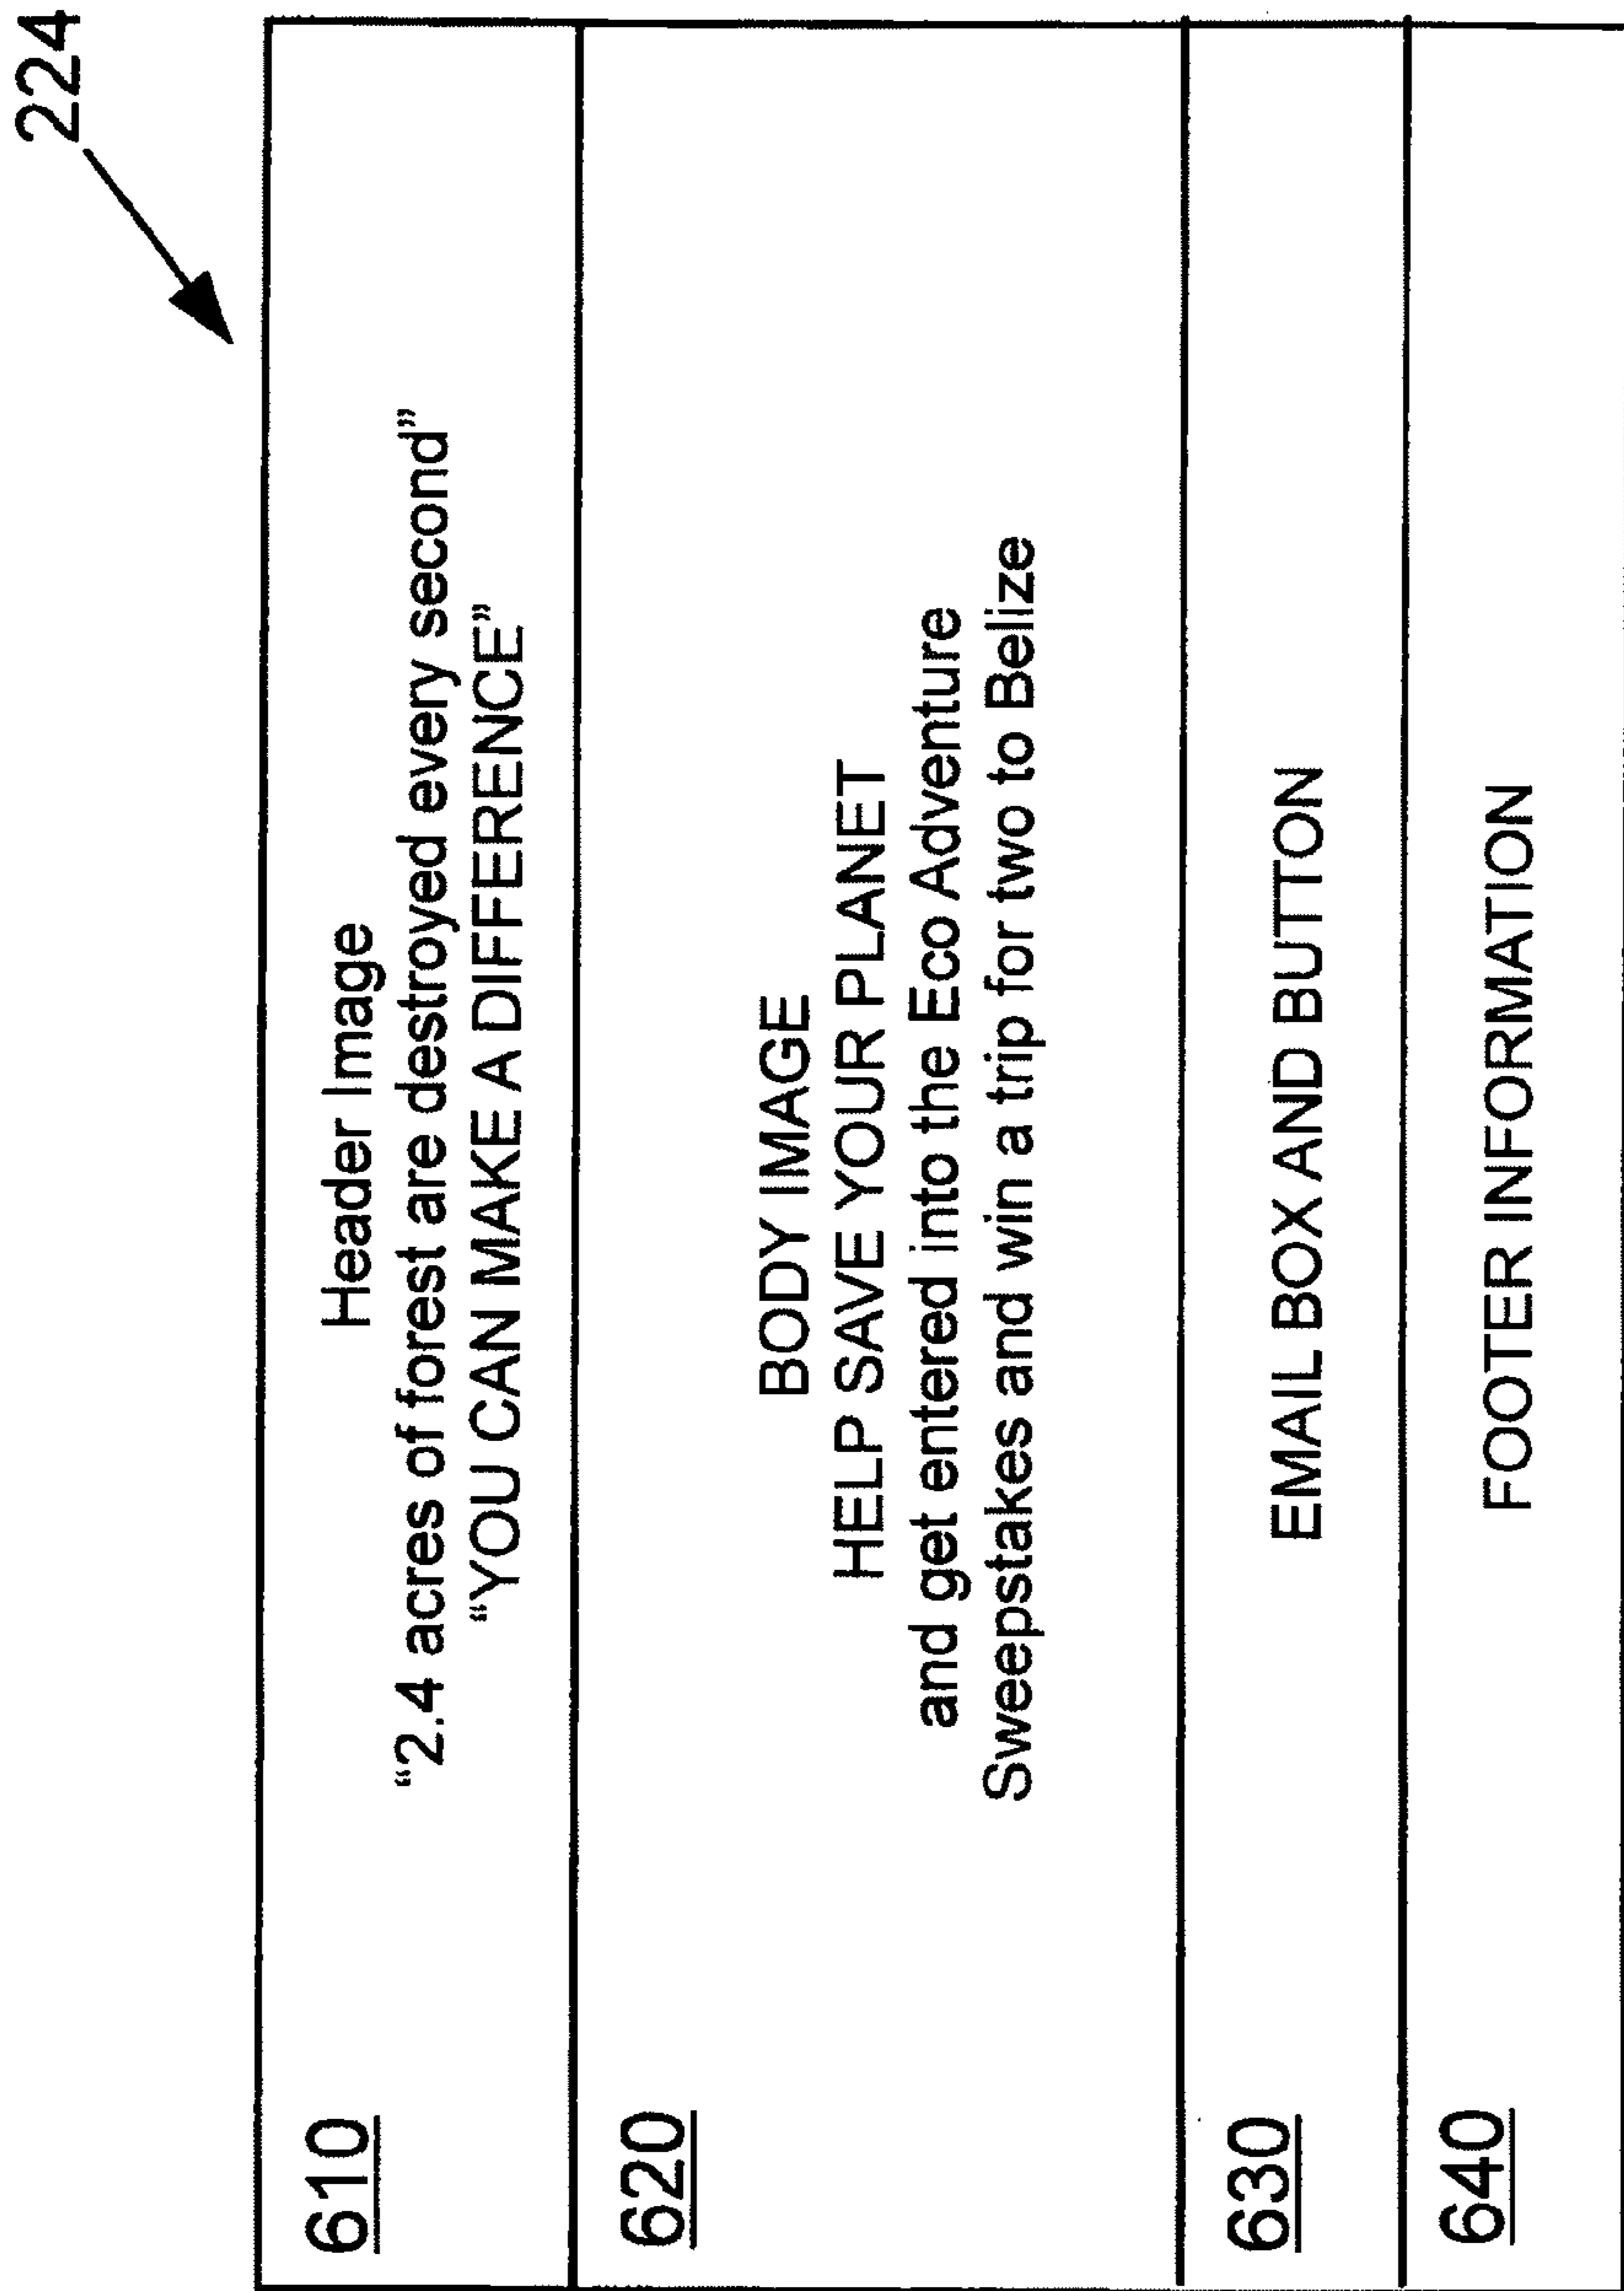 224
610
Header Image
“2.4 acres of forest are destroyed every second”
“YOU CAN MAKE A DIFFERENCE”
620
BODY IMAGE
HELP SAVE YOUR PLANET
and get entered into the Eco Adventure
Sweepstakes and win a trip for two to Belize
630
EMAIL BOX AND BUTTON
640
FOOTER INFORMATION